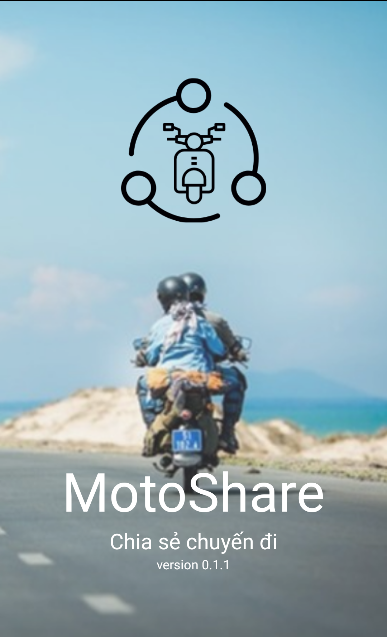 MotoShare
Chia sẻ chuyến đi
version 0.1.1